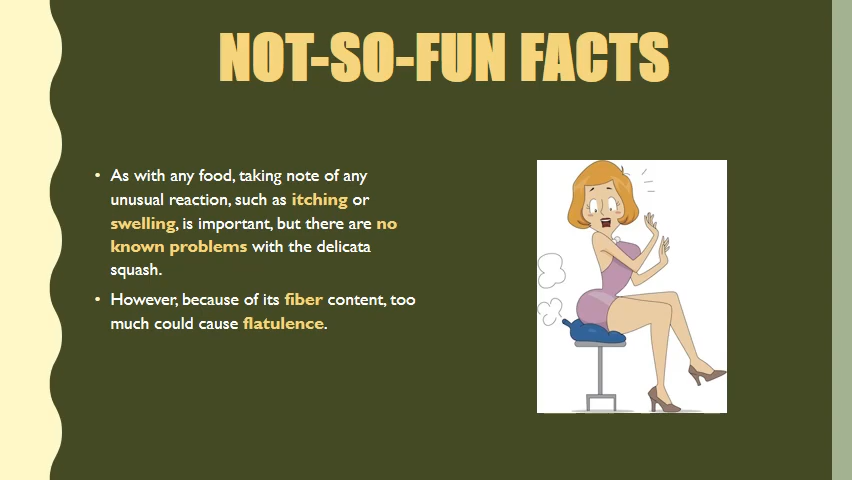 NOT-SO-FUN FACTS
• As with any food, taking note of any
unusual reaction, such as itching or
swelling, is important, but there are no
known problems with the delicata
squash.
• However, because of its fiber content, too
much could cause flatulence.